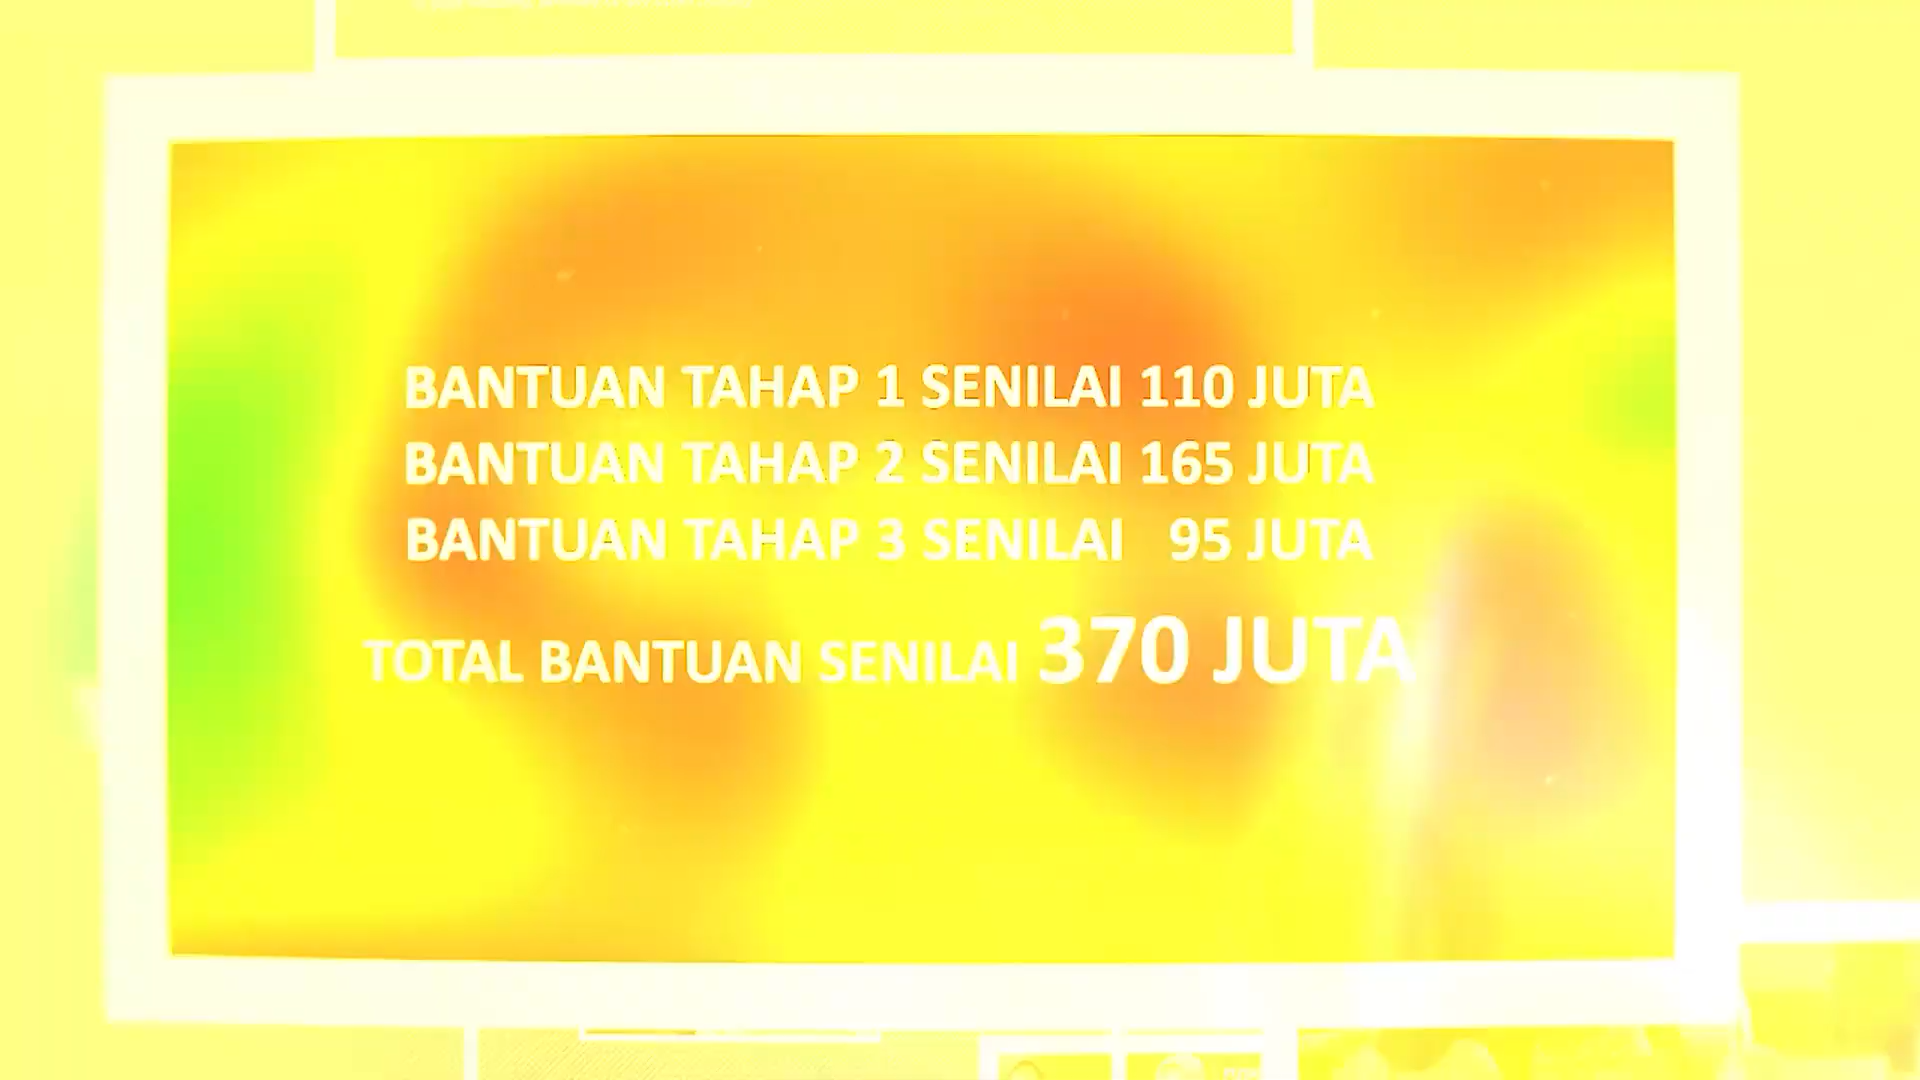 BANTUAN TAHAP 1 SENILAI 110 JUTA
BANTUAN TAHAP 2 SENILAI 165 JUTA
BANTUAN TAHAP 3 SENILAI 95 JUTA
TOTAL BANTUAN SENILAI 370 JUTA